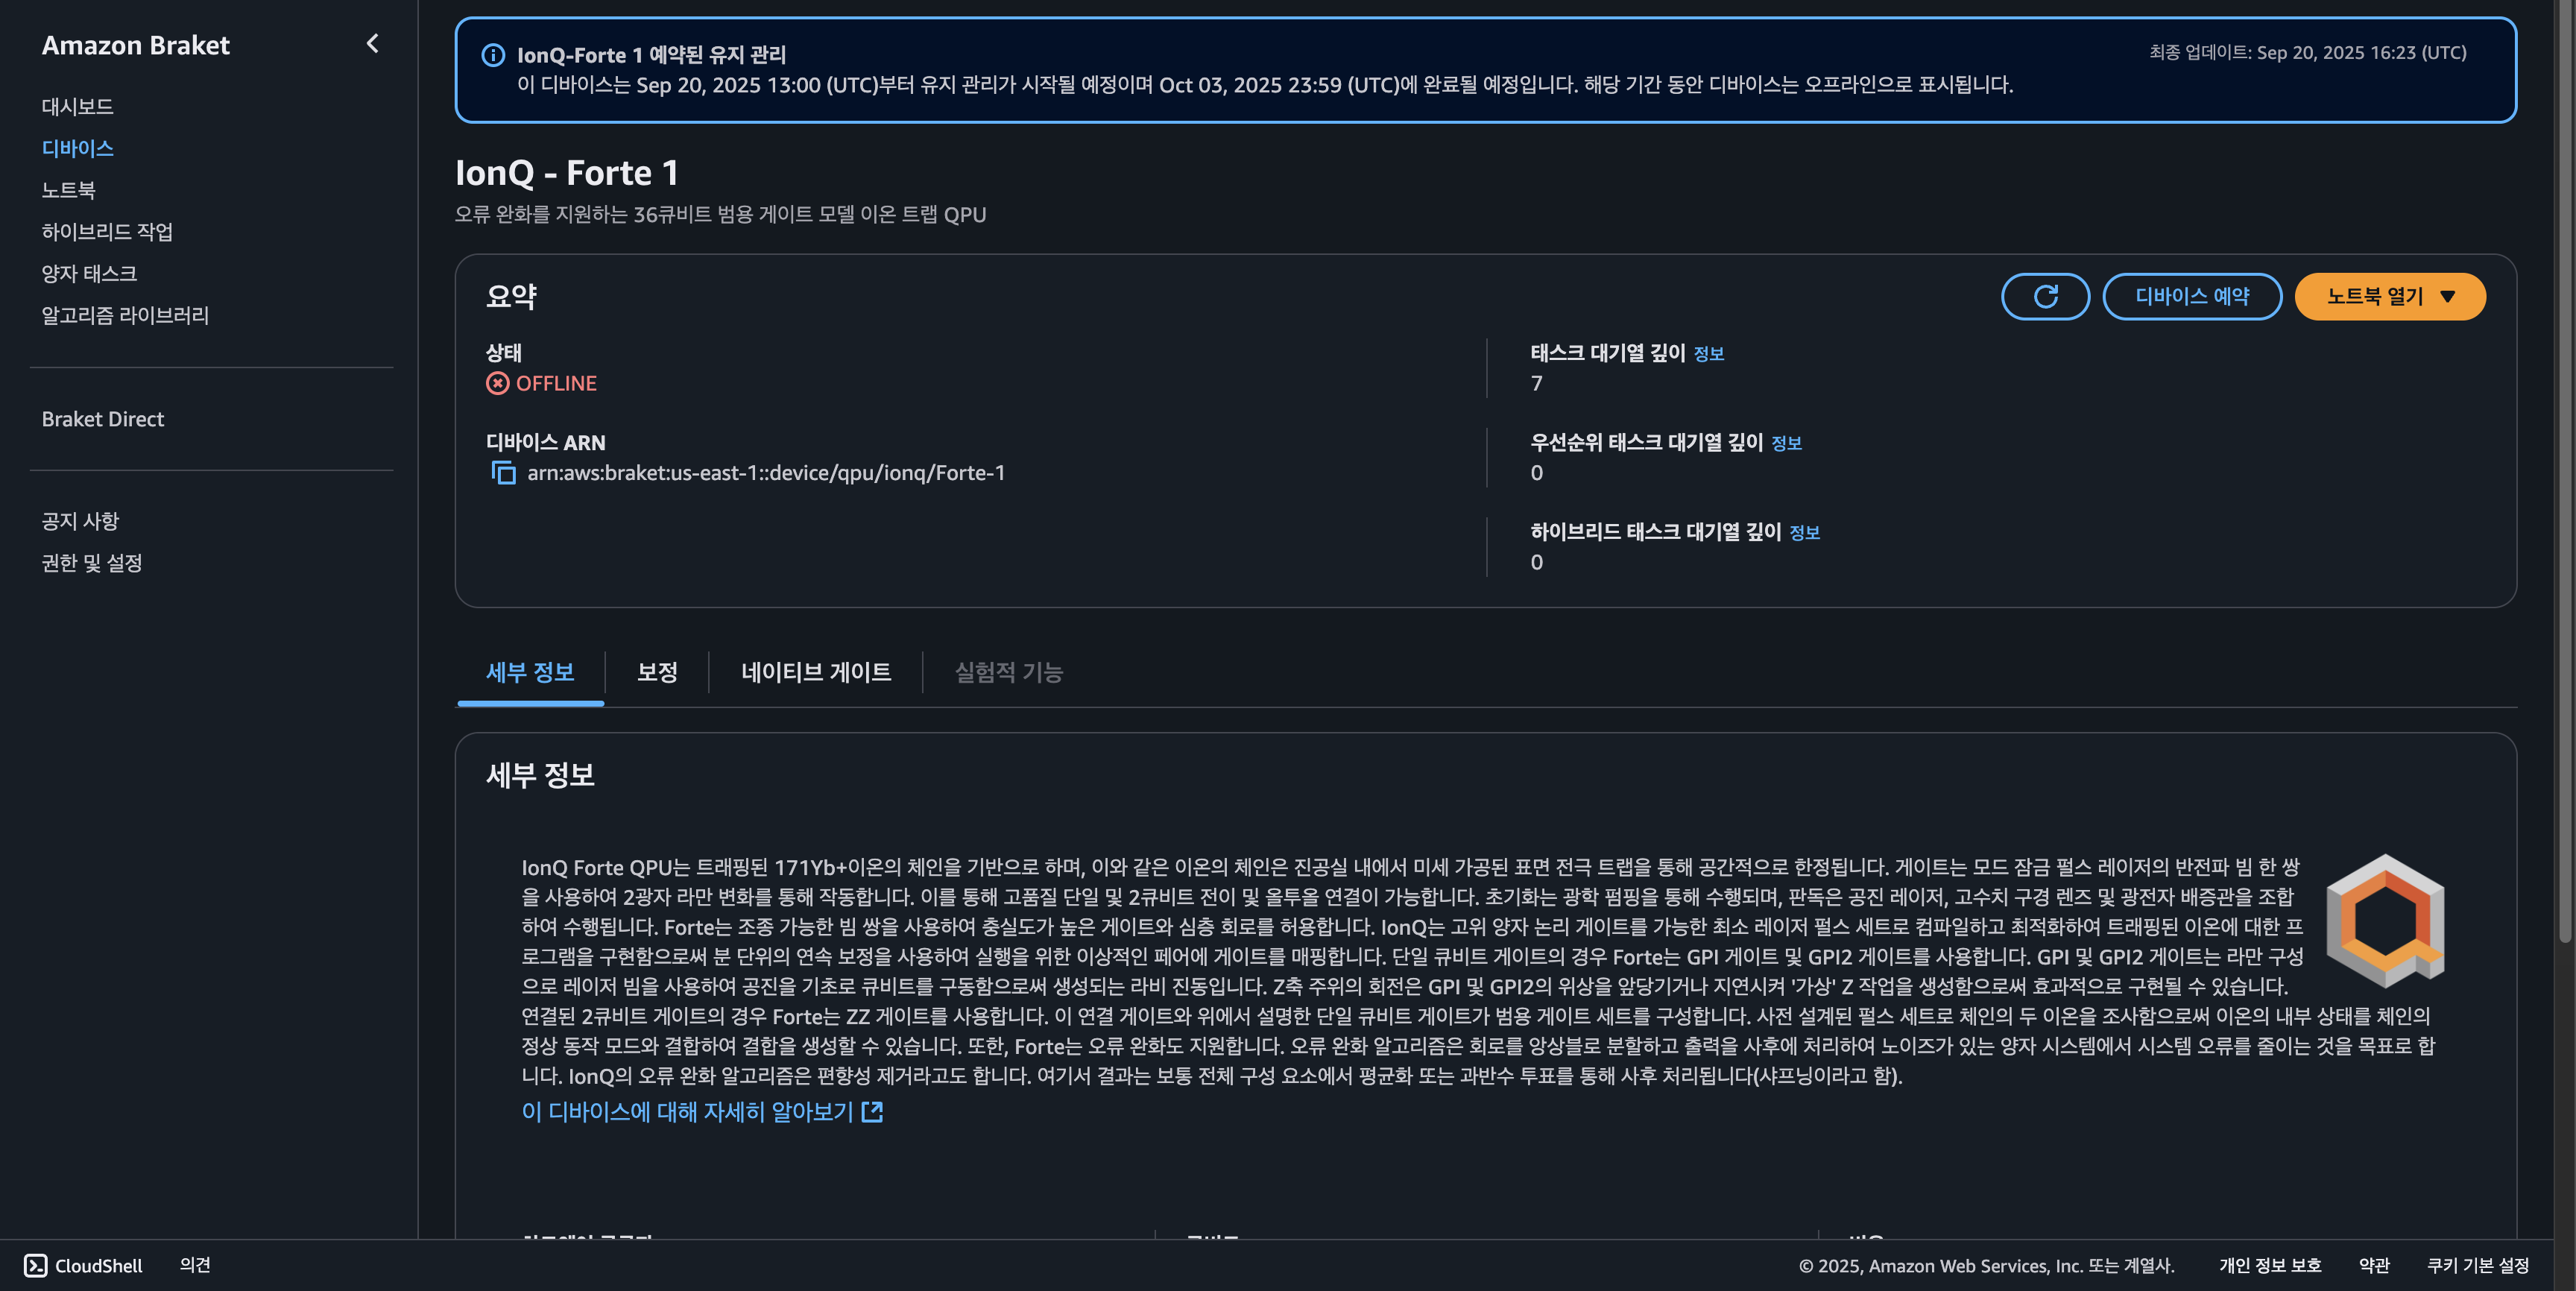 Amazon Braket
대시보드
디바이스
노트북
하이브리드 작업
양자 태스크
알고리즘 라이브러리
Braket Direct
공지 사항
권한 및 설정
IonQ-Forte 1 예약된 유지 관리
최종 업데이트: Sep 20, 2025 16:23 (UTC)
이 디바이스는 Sep 20, 2025 13:00 (UTC)부터 유지 관리가 시작될 예정이며 Oct 03, 2025 23:59 (UTC)에 완료될 예정입니다. 해당 기간 동안 디바이스는 오프라인으로 표시됩니다.
IonQ - Forte 1
오류 완화를 지원하는 36큐비트 범용 게이트 모델 이온 트랩 QPU
요약
디바이스 예약
노트북 열기
상태
OFFLINE
디바이스 ARN
arn:aws:braket:us-east-1::device/qpu/ionq/Forte-1
태스크 대기열 깊이 정보
7
우선순위 태스크 대기열 깊이 정보
0
하이브리드 태스크 대기열 깊이 정보
0
세부 정보
보정
네이티브 게이트
실험적 기능
세부 정보
IonQ Forte QPU는 트래핑된 171Yb+이온의 체인을 기반으로 하며, 이와 같은 이온의 체인은 진공실 내에서 미세 가공된 표면 전극 트랩을 통해 공간적으로 한정됩니다. 게이트는 모드 잠금 펄스 레이저의 반전파 빔 한 쌍
을 사용하여 2광자 라만 변화를 통해 작동합니다. 이를 통해 고품질 단일 및 2큐비트 전이 및 올투올 연결이 가능합니다. 초기화는 광학 펌핑을 통해 수행되며, 판독은 공진 레이저, 고수치 구경 렌즈 및 광전자 배증관을 조합
하여 수행됩니다. Forte는 조종 가능한 빔 쌍을 사용하여 충실도가 높은 게이트와 심층 회로를 허용합니다. IonQ는 고위 양자 논리 게이트를 가능한 최소 레이저 펄스 세트로 컴파일하고 최적화하여 트래핑된 이온에 대한 프
로그램을 구현함으로써 분 단위의 연속 보정을 사용하여 실행을 위한 이상적인 페어에 게이트를 매핑합니다. 단일 큐비트 게이트의 경우 Forte는 GPI 게이트 및 GPI2 게이트를 사용합니다. GPI 및 GPI2 게이트는 라만 구성
으로 레이저 빔을 사용하여 공진을 기초로 큐비트를 구동함으로써 생성되는 라비 진동입니다. Z축 주위의 회전은 GPI 및 GPI2의 위상을 앞당기거나 지연시켜 '가상' Z 작업을 생성함으로써 효과적으로 구현될 수 있습니다.
연결된 2큐비트 게이트의 경우 Forte는 ZZ 게이트를 사용합니다. 이 연결 게이트와 위에서 설명한 단일 큐비트 게이트가 범용 게이트 세트를 구성합니다. 사전 설계된 펄스 세트로 체인의 두 이온을 조사함으로써 이온의 내부 상태를 체인의
정상 동작 모드와 결합하여 결합을 생성할 수 있습니다. 또한, Forte는 오류 완화도 지원합니다. 오류 완화 알고리즘은 회로를 앙상블로 분할하고 출력을 사후에 처리하여 노이즈가 있는 양자 시스템에서 시스템 오류를 줄이는 것을 목표로 합
니다. IonQ의 오류 완화 알고리즘은 편향성 제거라고도 합니다. 여기서 결과는 보통 전체 구성 요소에서 평균화 또는 과반수 투표를 통해 사후 처리됩니다(샤프닝이라고 함).
이 디바이스에 대해 자세히 알아보기
CloudShell
의견
© 2025, Amazon Web Services, Inc. 또는 계열사.
개인 정보 보호
약관
쿠키 기본 설정